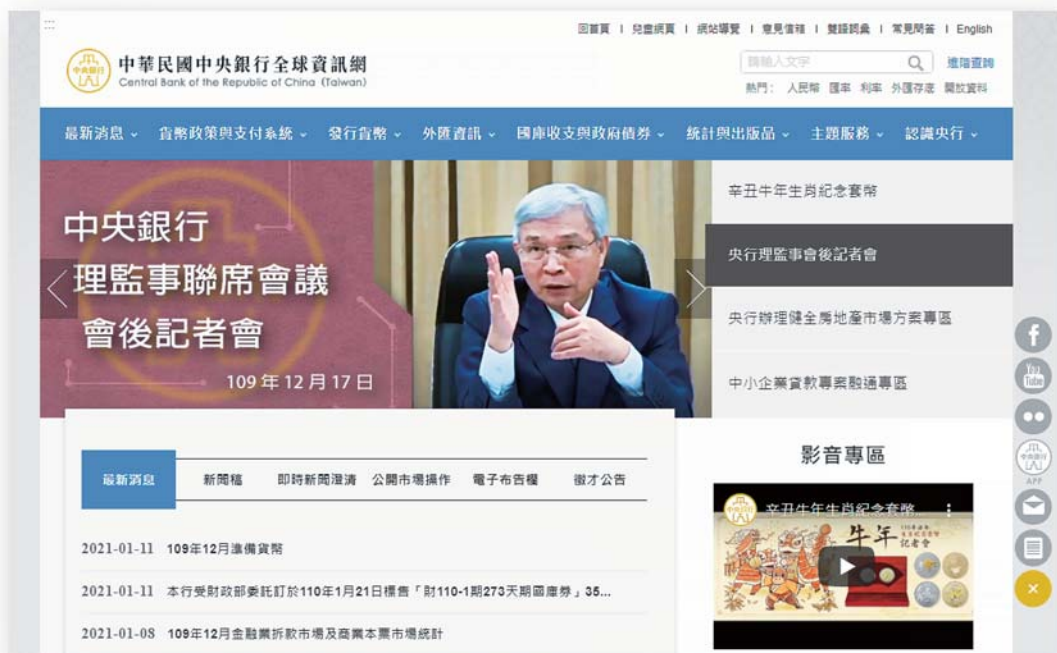 :::
回首頁 | 兒童網頁 | 網站導覽 | 意見信箱 | 雙語詞彙 | 常見問答 | English
中華民國中央銀行全球資訊網
Central Bank of the Republic of China (Taiwan)
請輸入文字
進階查詢
熱門： 人民幣 匯率 利率 外匯存底 開放資料
最新消息 貨幣政策與支付系統 發行貨幣 外匯資訊 國庫收支與政府債券 統計與出版品 主題服務 認識央行
中央銀行
理監事聯席會議
會後記者會
109年12月17日
辛丑牛年生肖紀念套幣
央行理監事會後記者會
央行辦理健全房地產市場方案專區
中小企業貸款專案融通專區
最新消息 新聞稿 即時新聞澄清 公開市場操作 電子布告欄 徵才公告
2021-01-11 109年12月準備貨幣
2021-01-11 本行受財政部委託訂於110年1月21日標售「財110-1期273天期國庫券」35...
2021-01-08 109年12月金融業拆款市場及商業本票市場統計
影音專區
辛丑牛年生肖紀念套幣...
牛年
記者會
You
Tube
中央銀行
APP